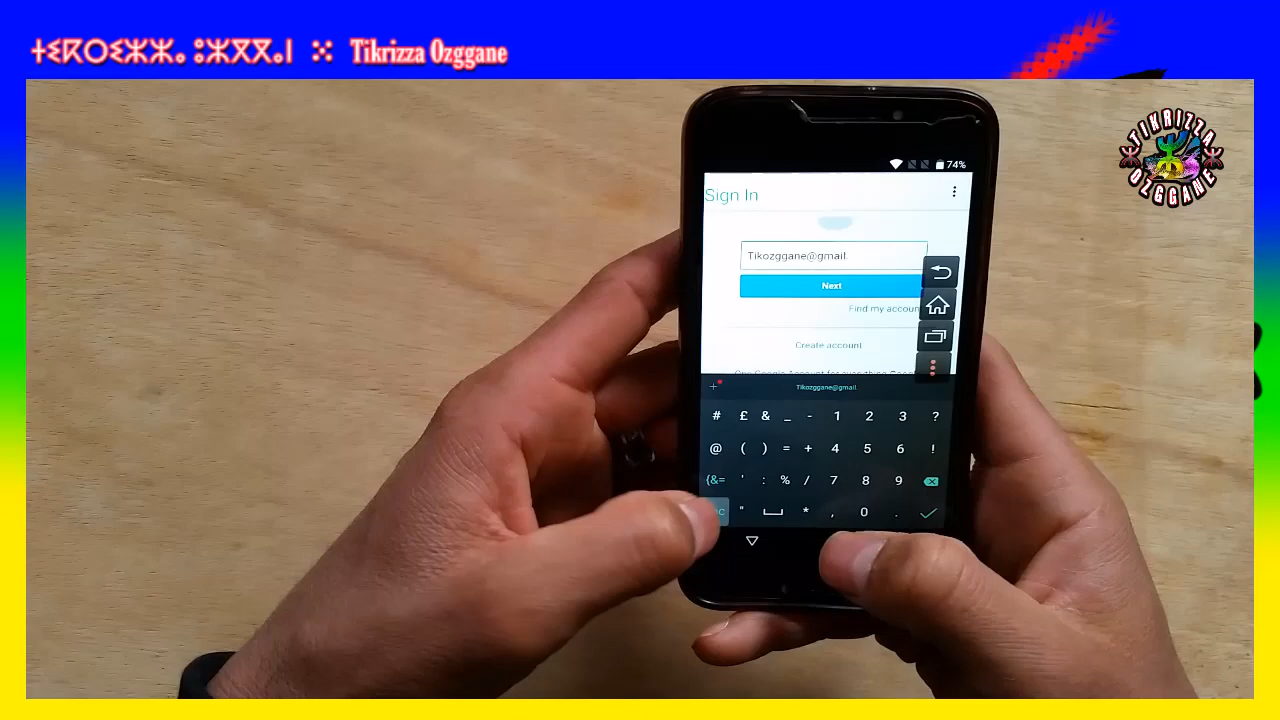 ⵜⵉⴽⵔⵉⵣⵣⴰ ⵓⵣⴳⴳⴰⵏ ⁙ Tikrizza Ozggane
TIKRIZZA
OZGGANE
74%
Sign In
Tikozggane@gmail.
Next
Find my accoun
Create account
Tikozggane@gmail.
# £ & _ - 1 2 3 ?
@ ( ) = + 4 5 6 !
{&= ' : % / 7 8 9
" * , 0 .